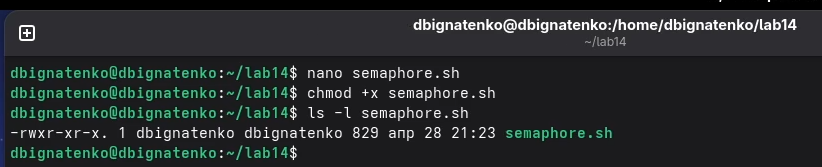 dbignatenko@dbignatenko:/home/dbignatenko/lab14
~/lab14
dbignatenko@dbignatenko:~/lab14$ nano semaphore.sh
dbignatenko@dbignatenko:~/lab14$ chmod +x semaphore.sh
dbignatenko@dbignatenko:~/lab14$ ls -l semaphore.sh
-rwxr-xr-x. 1 dbignatenko dbignatenko 829 апр 28 21:23 semaphore.sh
dbignatenko@dbignatenko:~/lab14$